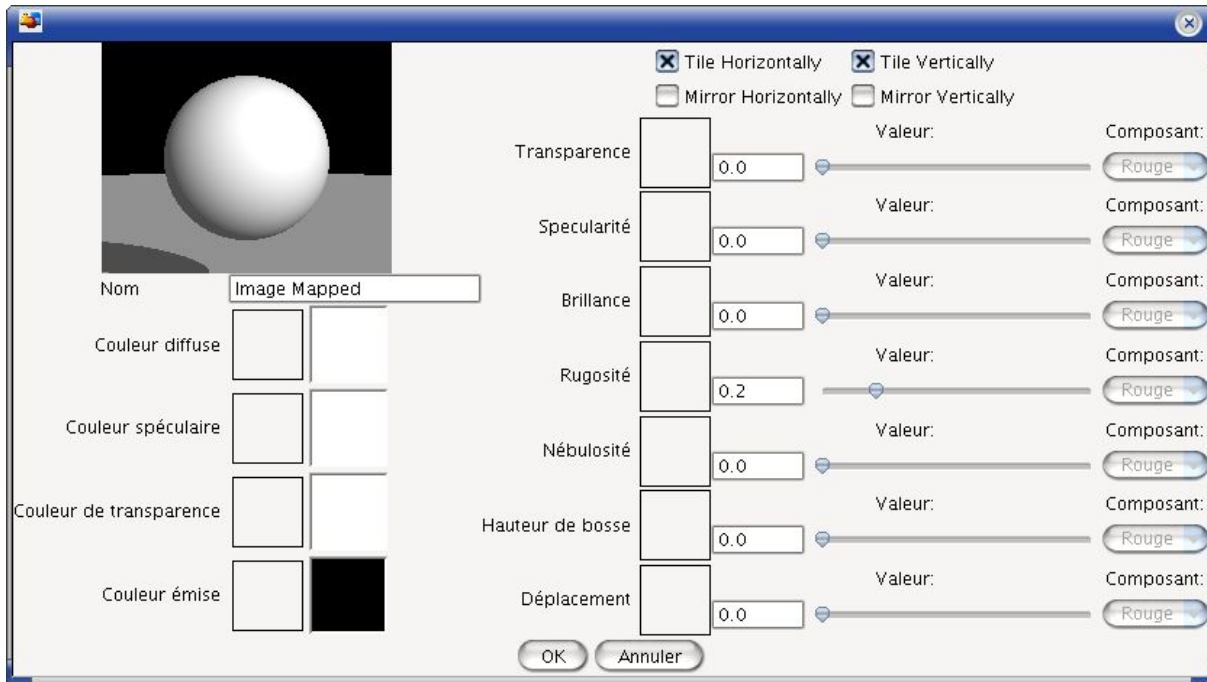 Tile Horizontally Tile Vertically
Mirror Horizontally Mirror Vertically
Nom Image Mapped
Couleur diffuse
Couleur spéculaire
Couleur de transparence
Couleur émise
Valeur: Composant:
Transparence 0.0 Rouge
Valeur: Composant:
Specularité 0.0 Rouge
Valeur: Composant:
Brillance 0.0 Rouge
Valeur: Composant:
Rugosité 0.2 Rouge
Valeur: Composant:
Nébulosité 0.0 Rouge
Valeur: Composant:
Hauteur de bosse 0.0 Rouge
Valeur: Composant:
Déplacement 0.0 Rouge
OK Annuler